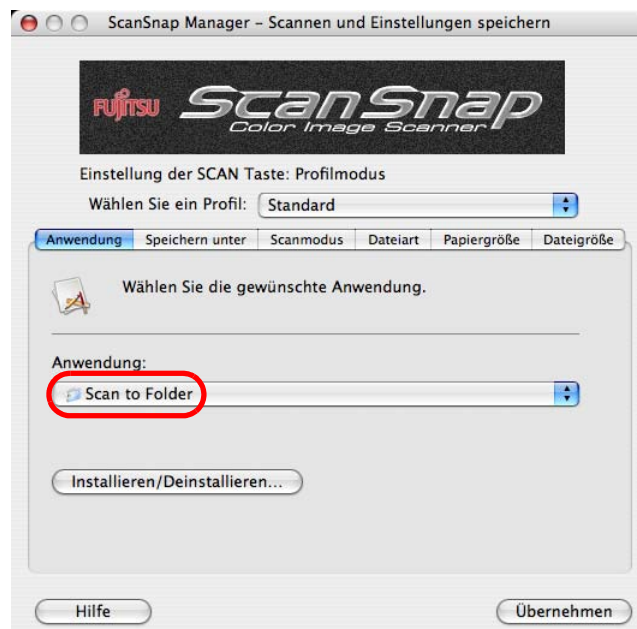 ScanSnap Manager – Scannen und Einstellungen speichern
FUJITSU ScanSnap
Color Image Scanner
Einstellung der SCAN Taste: Profilmodus
Wählen Sie ein Profil: Standard
Anwendung Speichern unter Scanmodus Dateiart Papiergröße Dateigröße
Wählen Sie die gewünschte Anwendung.
Anwendung:
Scan to Folder
Installieren/Deinstallieren...
Hilfe Übernehmen